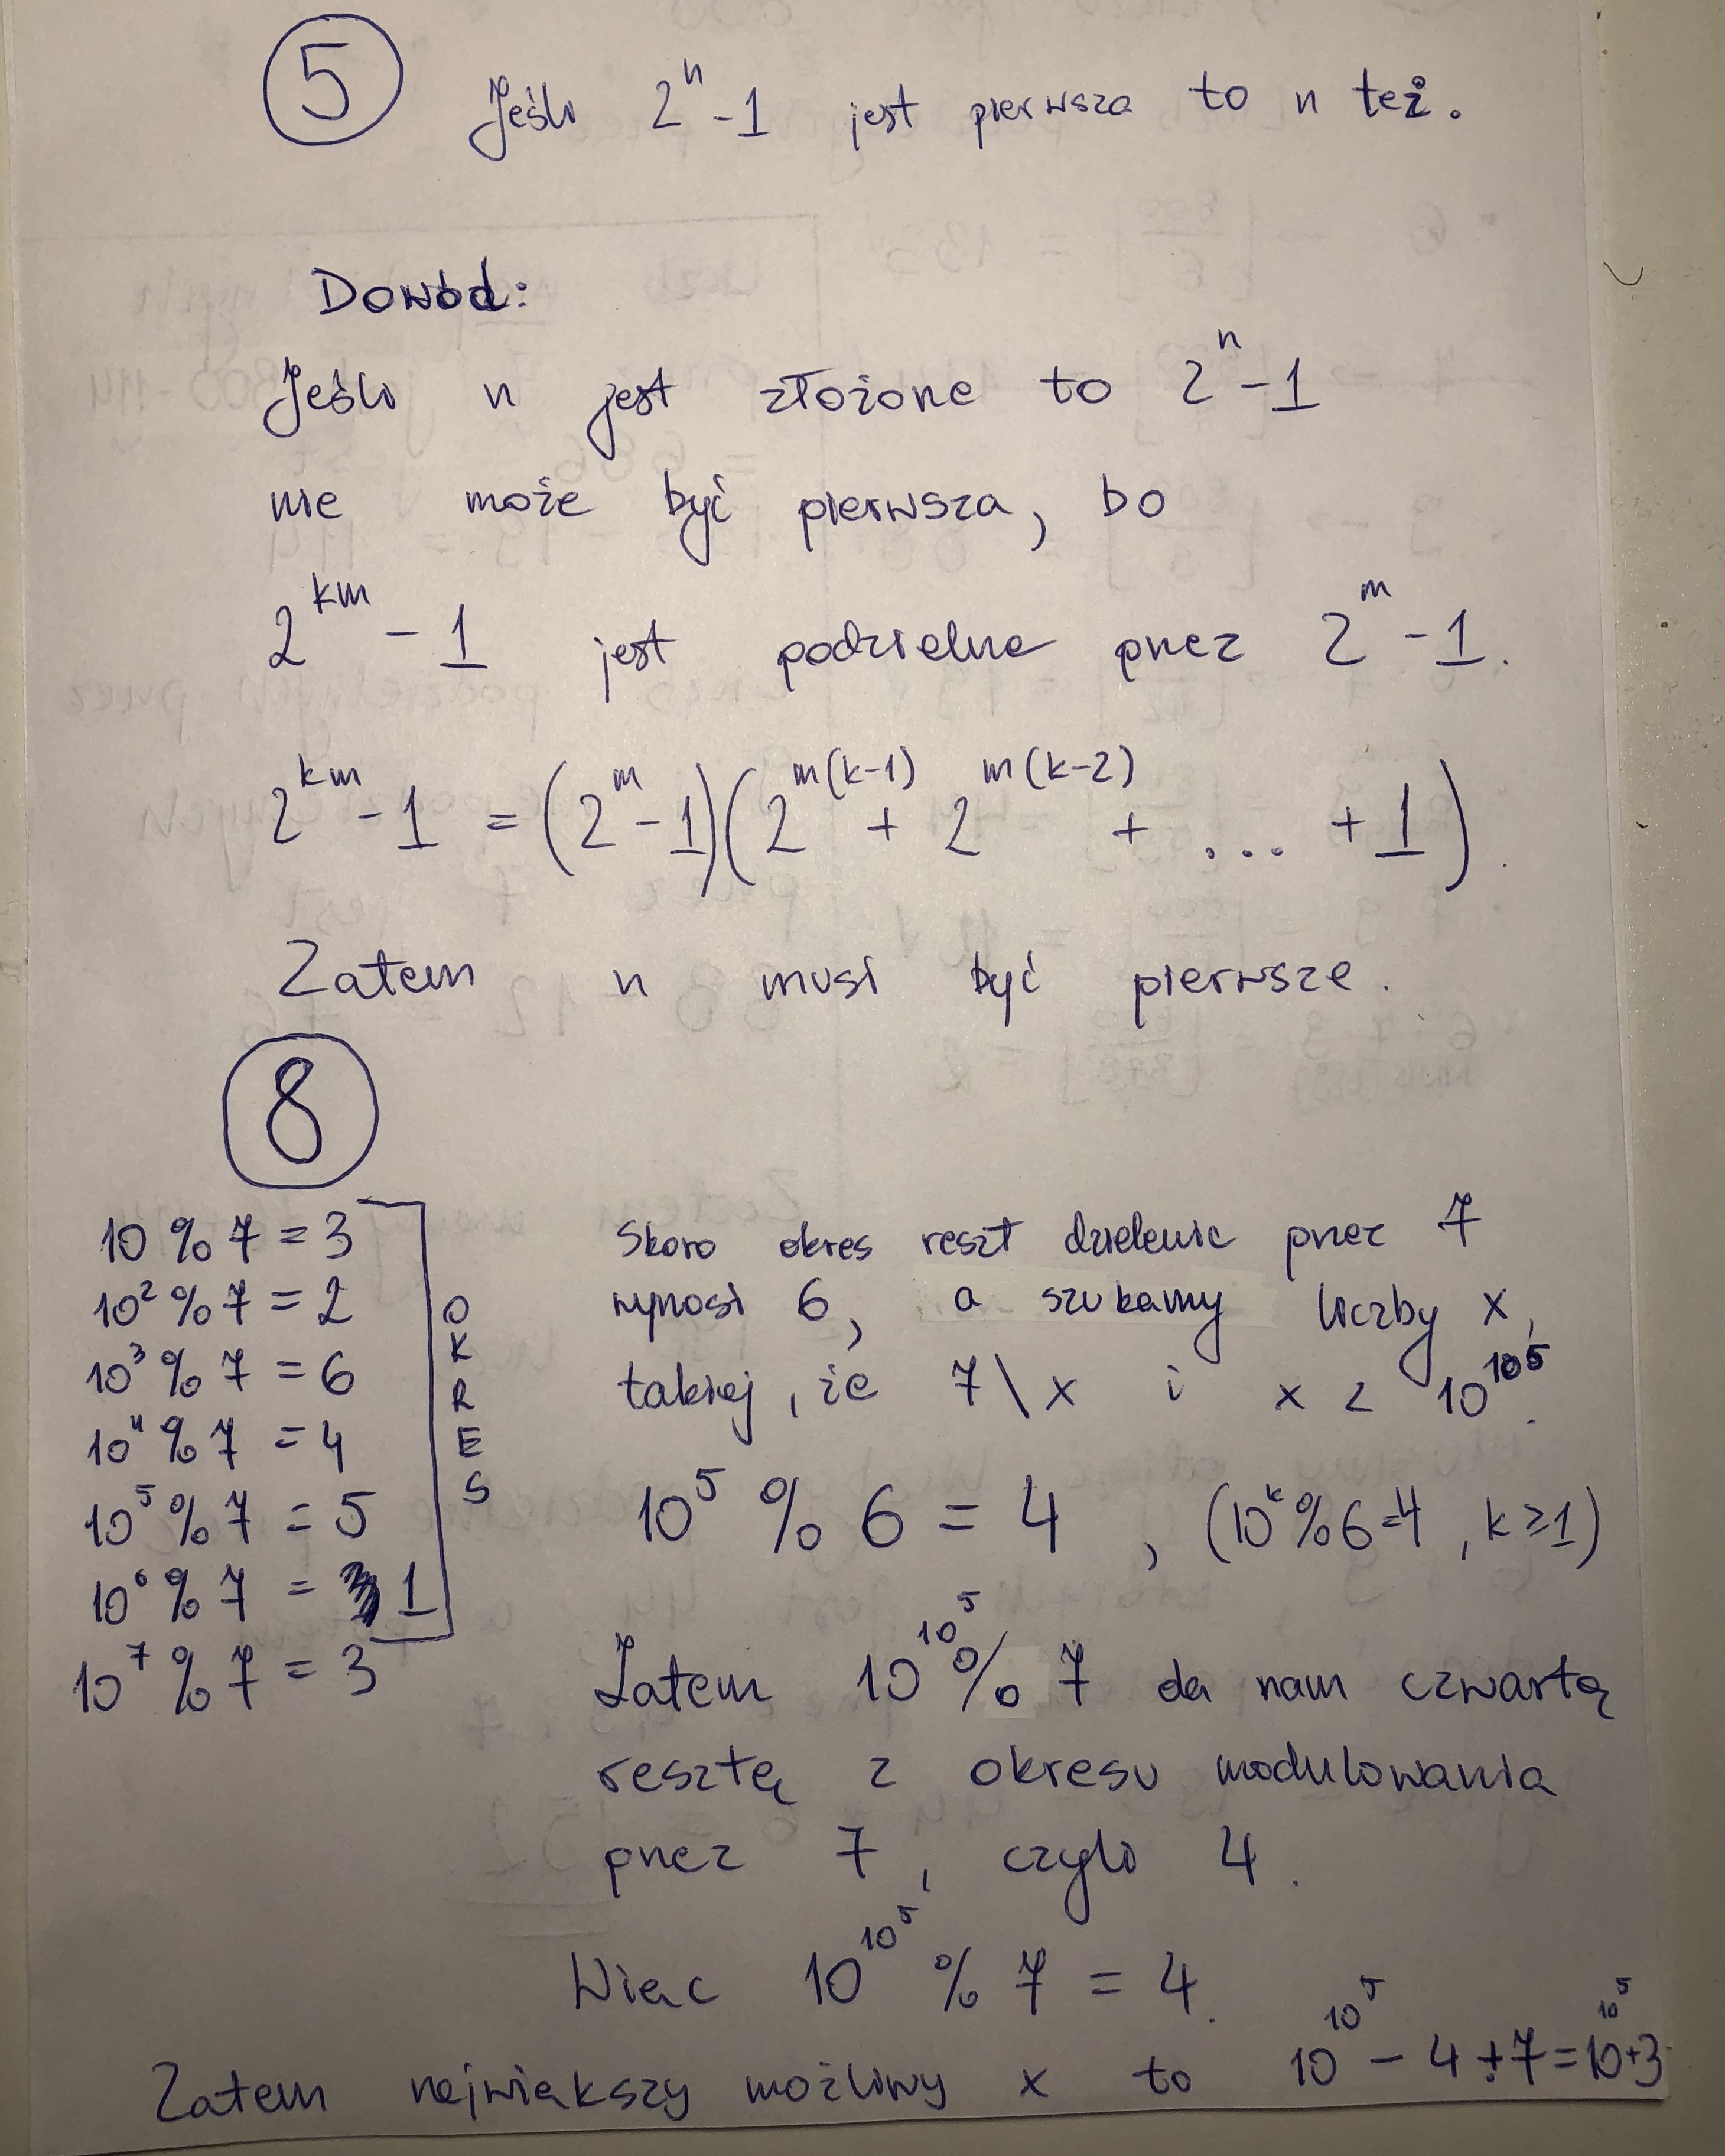 5
Jeśli 2^n - 1 jest pierwsza to n też.
Dowód:
Jeśli n jest złożone to 2^n - 1
nie może być pierwsza, bo
2^km - 1 jest podzielne przez 2^m - 1.
2^km - 1 = (2^m - 1)(2^m(k-1) + 2^m(k-2) + ... + 1).
Zatem n musi być pierwsze.
8
10 % 7 = 3
10^2 % 7 = 2
10^3 % 7 = 6
10^4 % 7 = 4
10^5 % 7 = 5
10^6 % 7 = 1
10^7 % 7 = 3
OKRES
Skoro okres reszt dzielenia przez 7
wynosi 6, a szukamy liczby x,
takiej, że 7 \ x i x < 10^10^5.
10^5 % 6 = 4, (10^k % 6 = 4, k ≥ 1)
Zatem 10^10^5 % 7 da nam czwartą
resztę z okresu modulowania
przez 7, czyli 4.
Więc 10^10^5 % 7 = 4.
Zatem największy możliwy x to 10^10^5 - 4 + 7 = 10^10^5 + 3